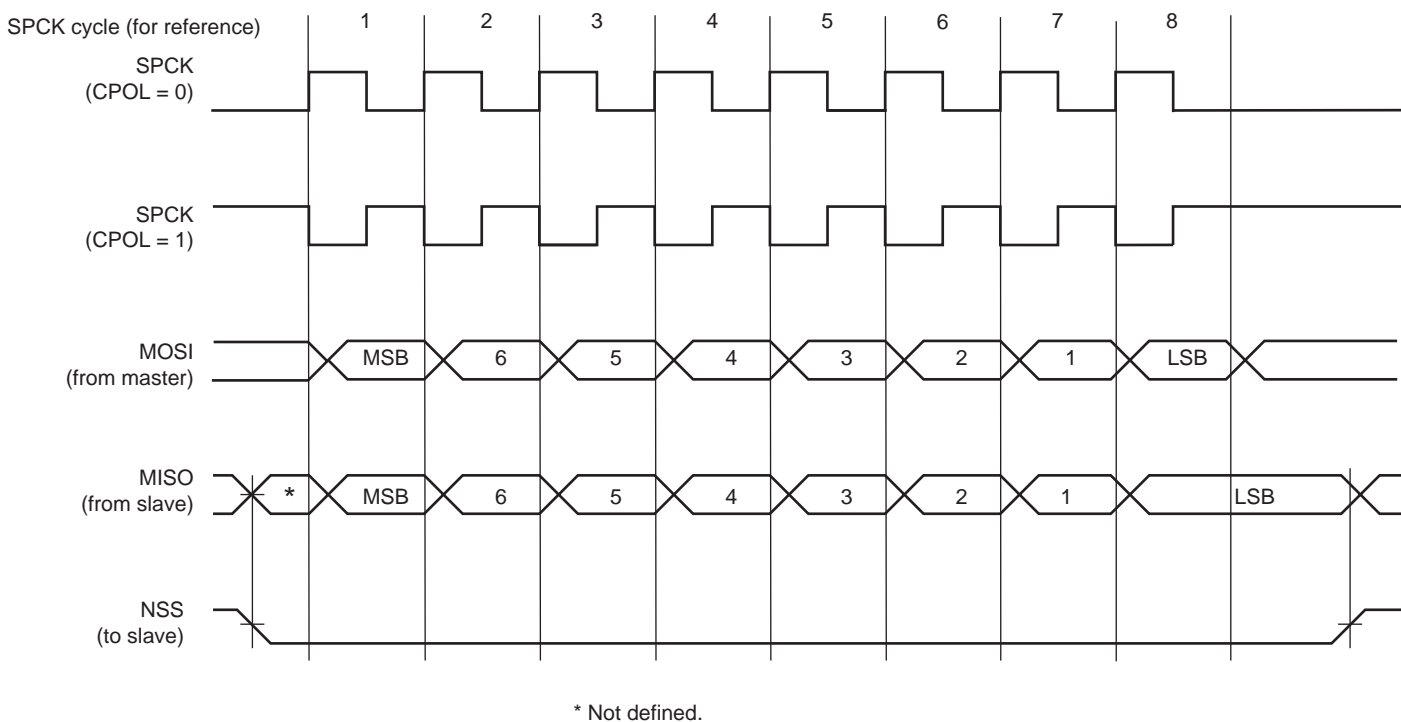 SPCK cycle (for reference) 1 2 3 4 5 6 7 8
SPCK
(CPOL = 0)
SPCK
(CPOL = 1)
MOSI
(from master)
MSB 6 5 4 3 2 1 LSB
MISO
(from slave)
* MSB 6 5 4 3 2 1 LSB
NSS
(to slave)
* Not defined.